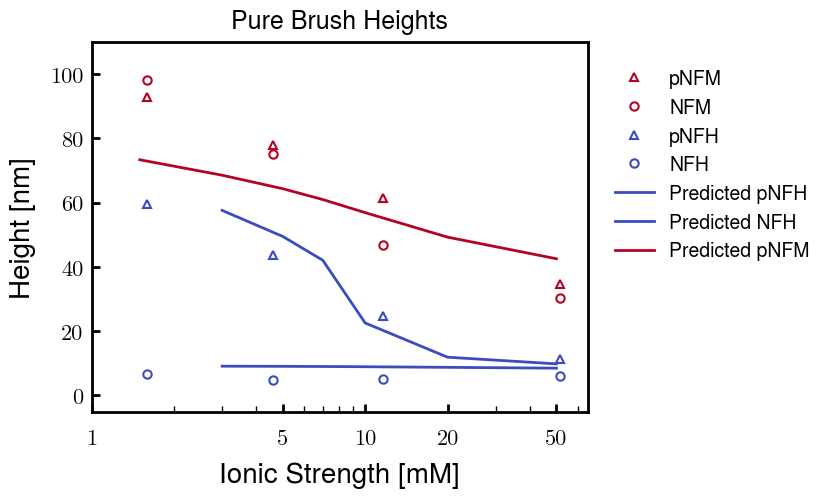 Pure Brush Heights
Height [nm]
100
80
60
40
20
0
1
5
10
20
50
Ionic Strength [mM]
pNFM
NFM
pNFH
NFH
Predicted pNFH
Predicted NFH
Predicted pNFM